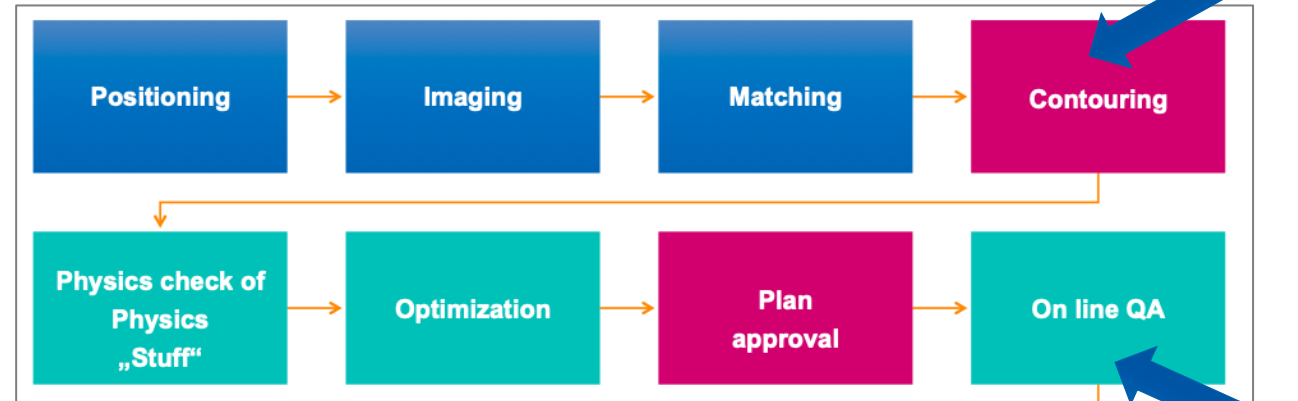 Positioning
Imaging
Matching
Contouring
Physics check of
Physics
„Stuff“
Optimization
Plan
approval
On line QA